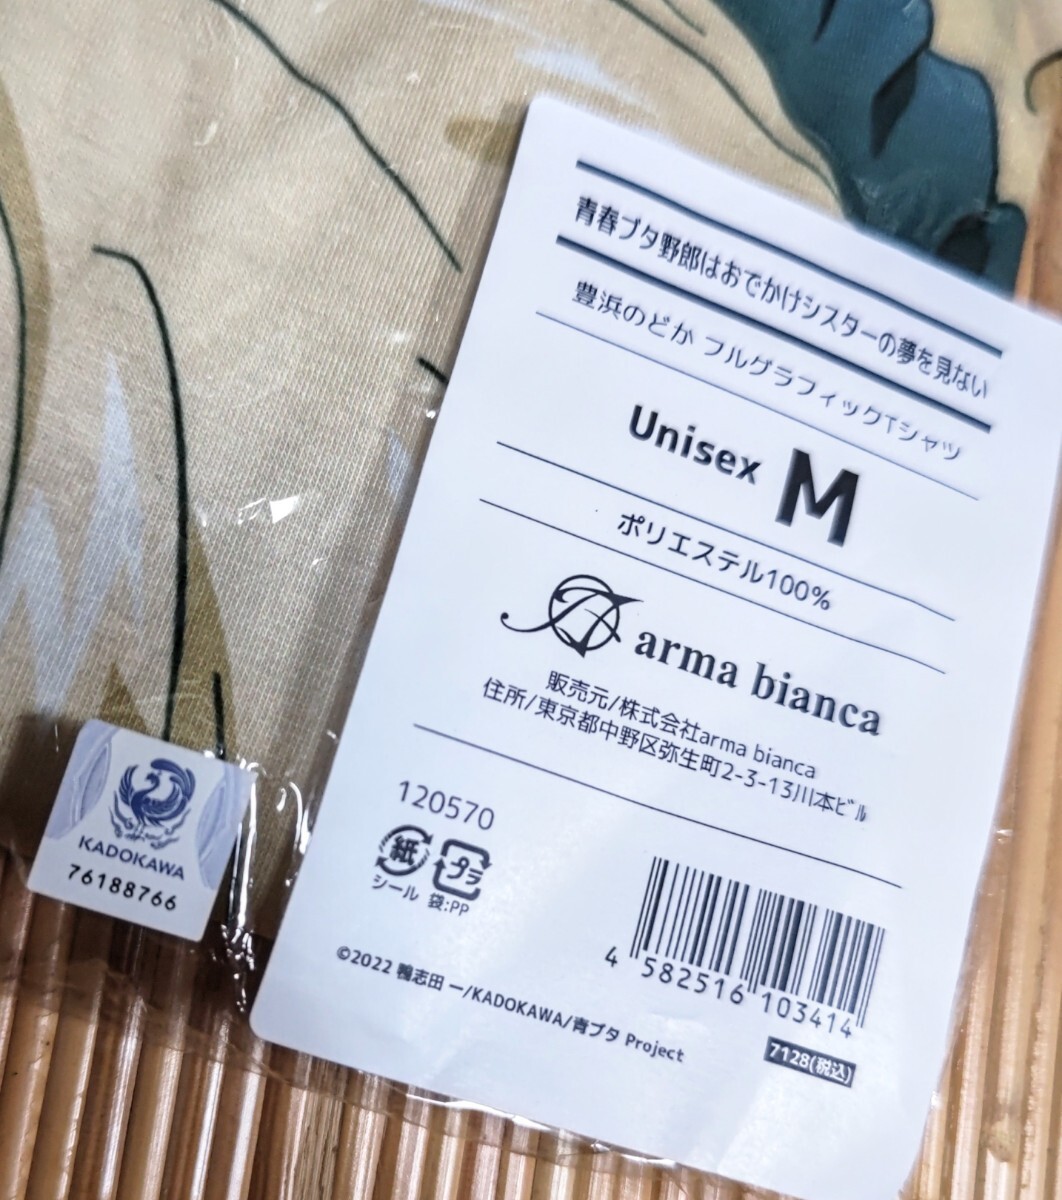 青春ブタ野郎はおでかけシスターの夢を見ない
豊浜のどか フルグラフィックTシャツ
Unisex M
ポリエステル100%
arma bianca
販売元/株式会社arma bianca
住所/東京都中野区弥生町2-3-13川本ビル
120570
紙 プラ
シール 袋:PP
4 582516 103414
©2022 鴨志田 一/KADOKAWA/青ブタ Project
7128(税込)
KADOKAWA
76188766